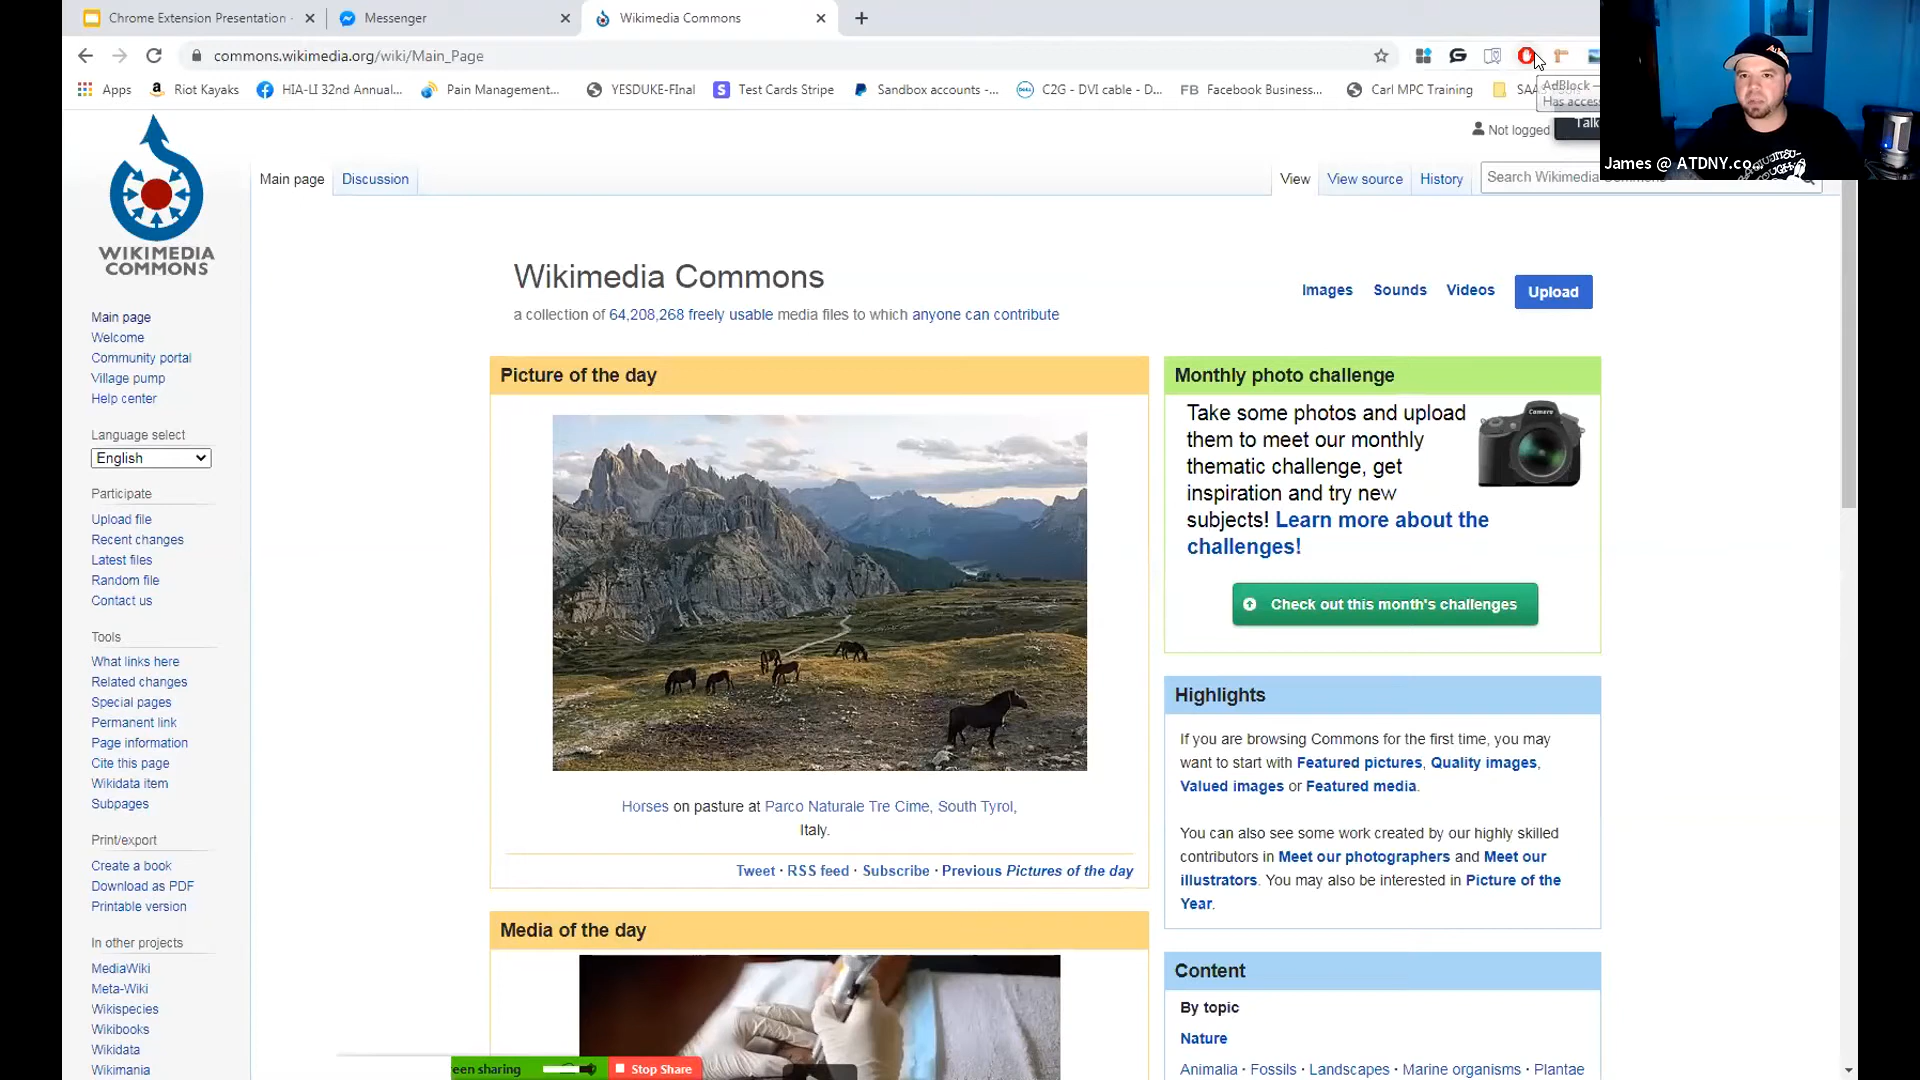 Chrome Extension Presentation
Messenger
Wikimedia Commons
commons.wikimedia.org/wiki/Main_Page
Apps
Riot Kayaks
HIA-LI 32nd Annual...
Pain Management...
YESDUKE-FInal
Test Cards Stripe
Sandbox accounts -...
C2G - DVI cable - D...
FB Facebook Business...
Carl MPC Training
AdBlock —
Has access
Not logged
Talk
James @ ATDNY.co
WIKIMEDIA
COMMONS
Main page
Discussion
View
View source
History
Search Wikimedia Commons
Wikimedia Commons
a collection of 64,208,268 freely usable media files to which anyone can contribute
Images
Sounds
Videos
Upload
Main page
Welcome
Community portal
Village pump
Help center
Language select
English
Participate
Upload file
Recent changes
Latest files
Random file
Contact us
Tools
What links here
Related changes
Special pages
Permanent link
Page information
Cite this page
Wikidata item
Subpages
Print/export
Create a book
Download as PDF
Printable version
In other projects
MediaWiki
Meta-Wiki
Wikispecies
Wikibooks
Wikidata
Wikimania
Picture of the day
Horses on pasture at Parco Naturale Tre Cime, South Tyrol,
Italy.
Tweet · RSS feed · Subscribe · Previous Pictures of the day
Media of the day
Monthly photo challenge
Take some photos and upload
them to meet our monthly
thematic challenge, get
inspiration and try new
subjects! Learn more about the
challenges!
Camera
Check out this month's challenges
Highlights
If you are browsing Commons for the first time, you may
want to start with Featured pictures, Quality images,
Valued images or Featured media.
You can also see some work created by our highly skilled
contributors in Meet our photographers and Meet our
illustrators. You may also be interested in Picture of the
Year.
Content
By topic
Nature
Animalia · Fossils · Landscapes · Marine organisms · Plantae
een sharing
Stop Share